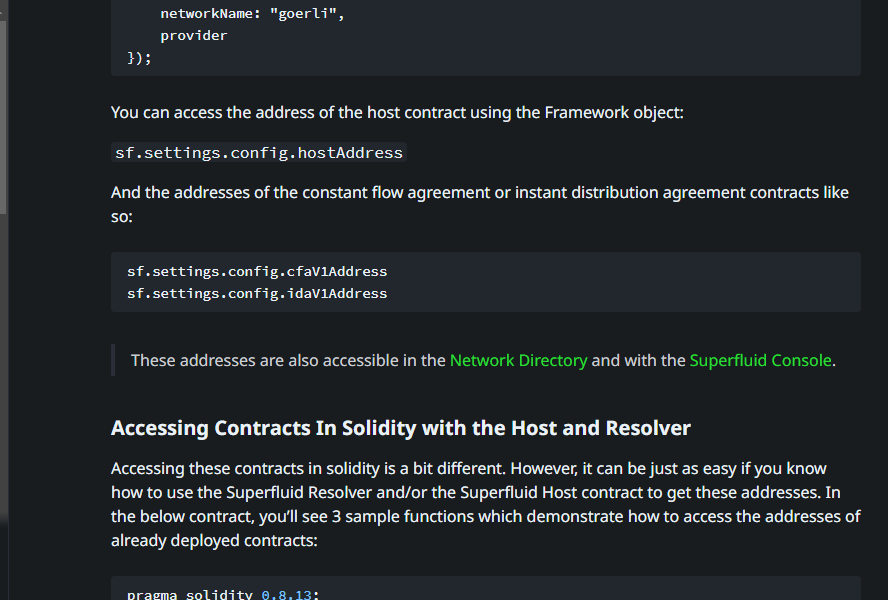 networkName: "goerli",
provider
});
You can access the address of the host contract using the Framework object:
sf.settings.config.hostAddress
And the addresses of the constant flow agreement or instant distribution agreement contracts like
so:
sf.settings.config.cfaV1Address
sf.settings.config.idaV1Address
These addresses are also accessible in the Network Directory and with the Superfluid Console.
Accessing Contracts In Solidity with the Host and Resolver
Accessing these contracts in solidity is a bit different. However, it can be just as easy if you know
how to use the Superfluid Resolver and/or the Superfluid Host contract to get these addresses. In
the below contract, you’ll see 3 sample functions which demonstrate how to access the addresses of
already deployed contracts:
pragma solidity 0.8.13;